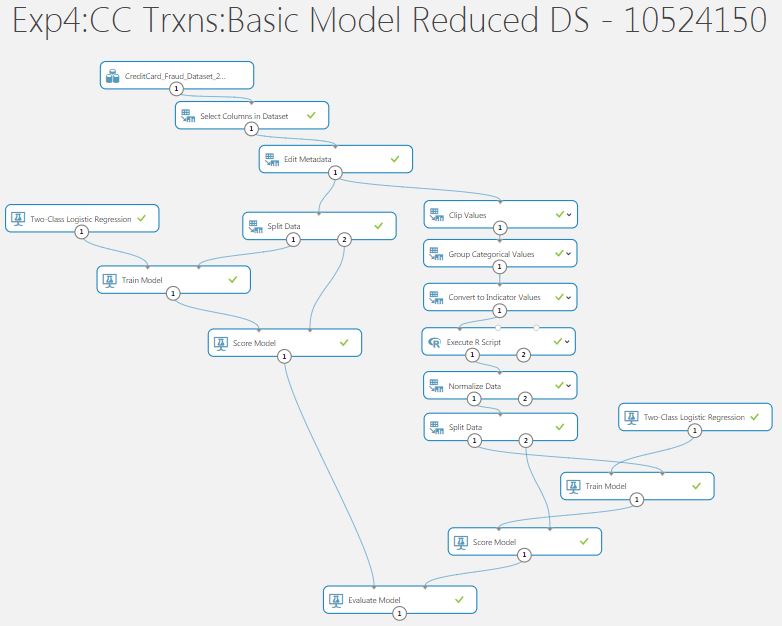 Exp4:CC Trxns:Basic Model Reduced DS - 10524150
CreditCard_Fraud_Dataset_2...
1
Select Columns in Dataset
1
Edit Metadata
1
Two-Class Logistic Regression
1
Split Data
1 2
Clip Values
1
Group Categorical Values
1
Train Model
1
Convert to Indicator Values
1
Score Model
1
Execute R Script
1 2
Normalize Data
1 2
Split Data
1 2
Two-Class Logistic Regression
1
Train Model
1
Score Model
1
Evaluate Model
1